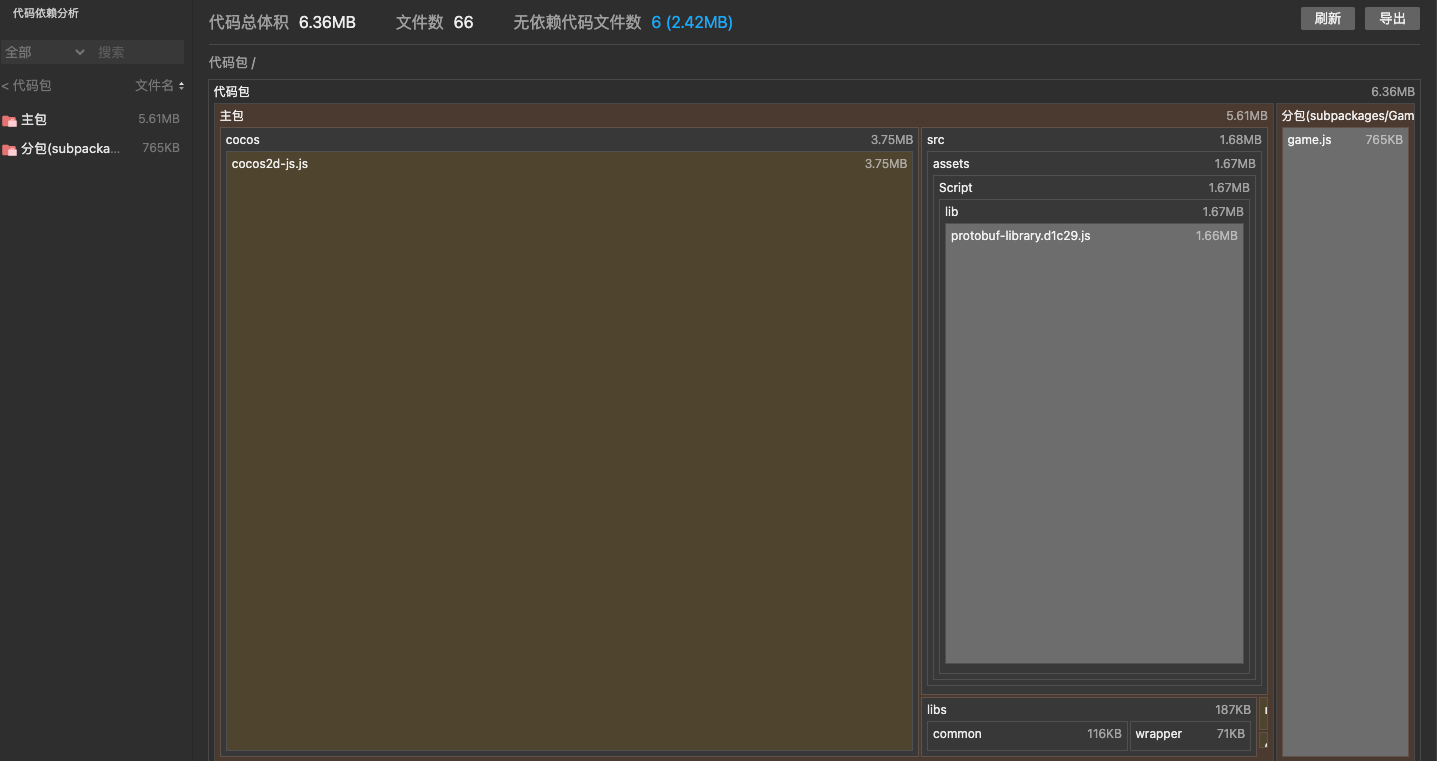 代码依赖分析
代码总体积 6.36MB 文件数 66 无依赖代码文件数 6 (2.42MB) 刷新 导出
全部 搜索
代码包 /
< 代码包 文件名
代码包 6.36MB
主包 5.61MB
分包(subpacka... 765KB
主包 5.61MB
分包(subpackages/Gam
cocos 3.75MB
src 1.68MB
game.js 765KB
cocos2d-js.js 3.75MB
assets 1.67MB
Script 1.67MB
lib 1.67MB
protobuf-library.d1c29.js 1.66MB
libs 187KB
common 116KB
wrapper 71KB